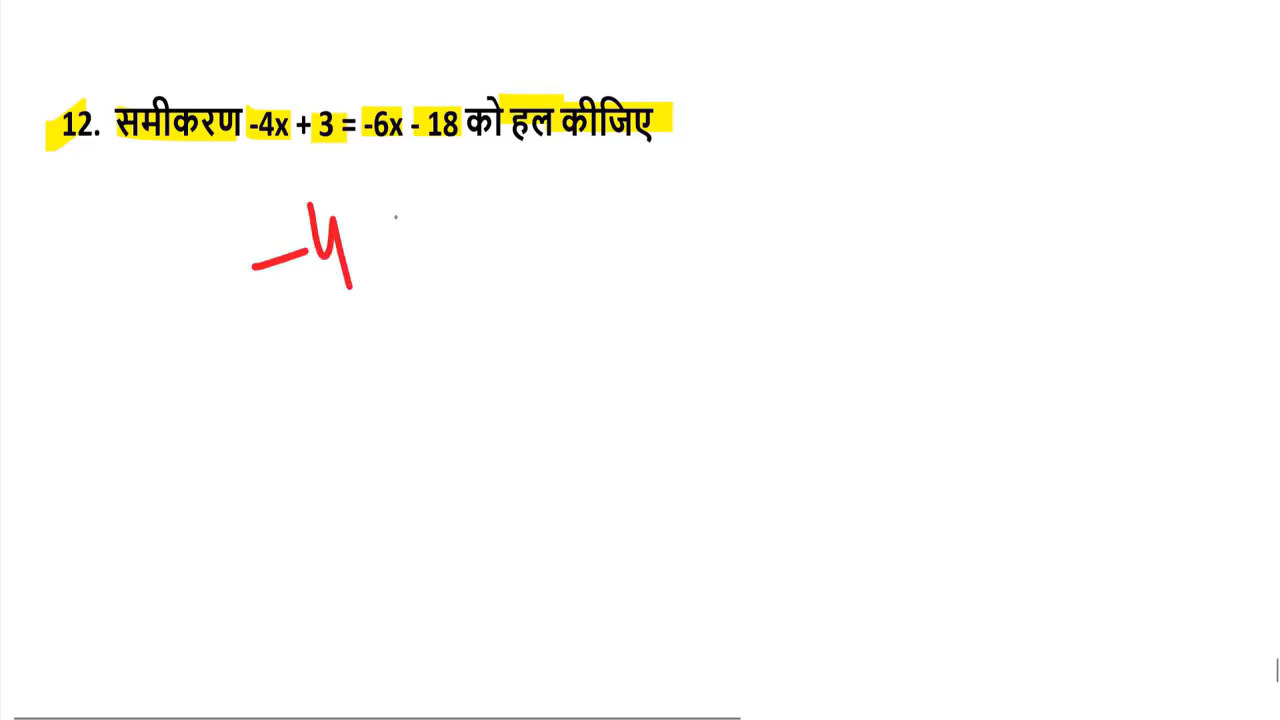 12. समीकरण -4x + 3 = -6x - 18 को हल कीजिए
-4